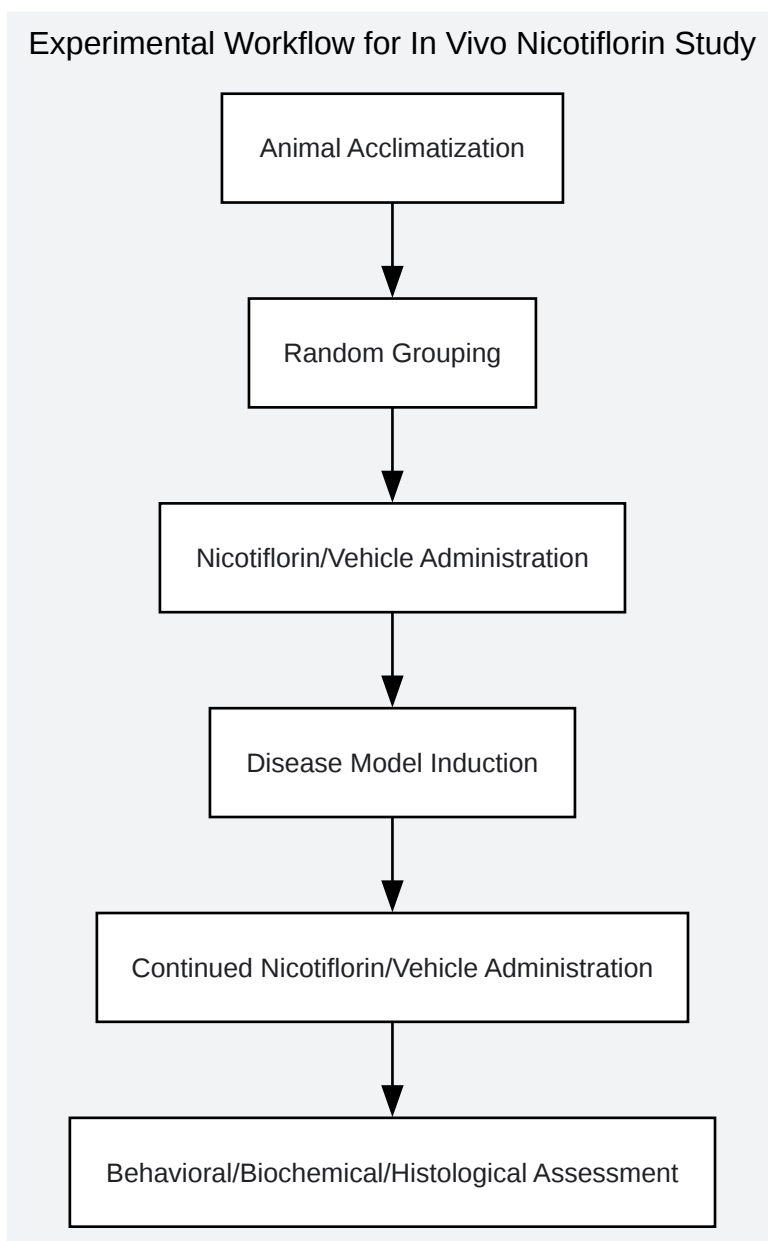 Experimental Workflow for In Vivo Nicotiflorin Study
Animal Acclimatization
Random Grouping
Nicotiflorin/Vehicle Administration
Disease Model Induction
Continued Nicotiflorin/Vehicle Administration
Behavioral/Biochemical/Histological Assessment